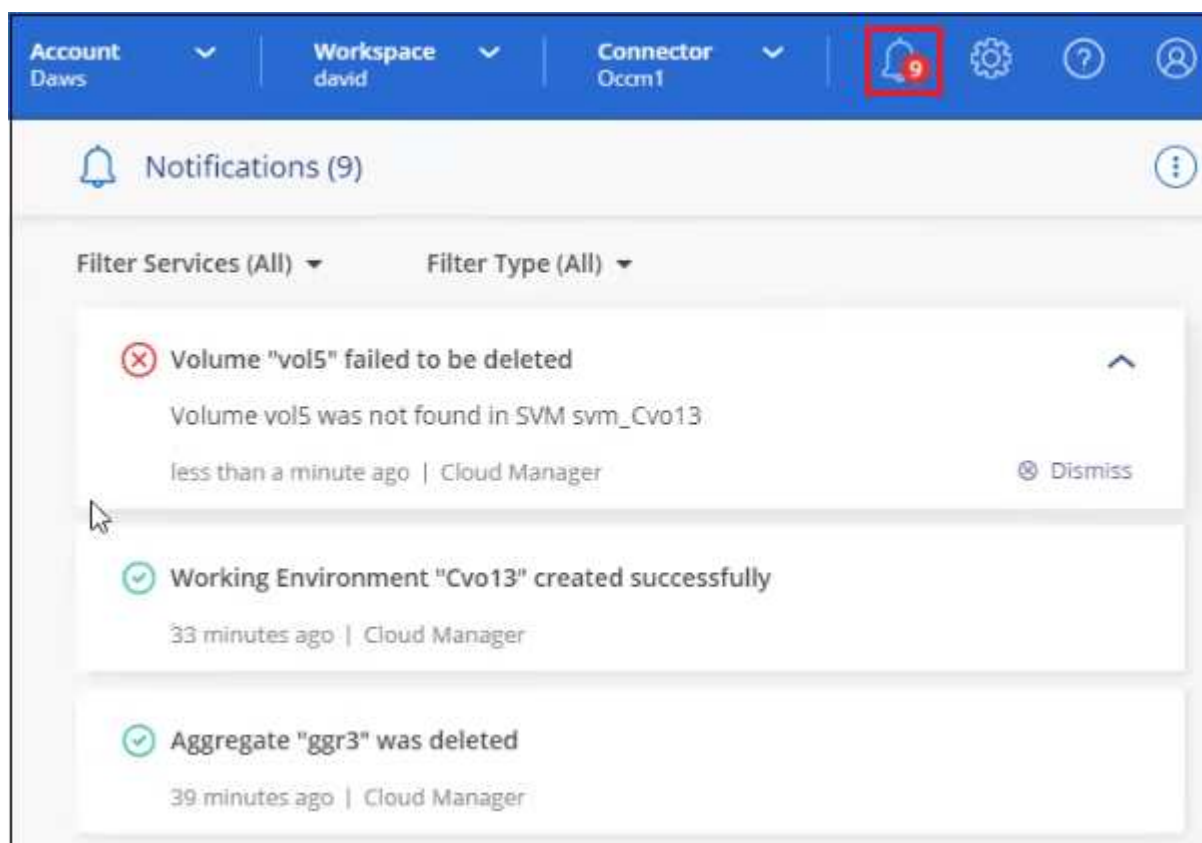 Account
Daws
Workspace
david
Connector
Occm1
9
Notifications (9)
Filter Services (All)
Filter Type (All)
Volume "vol5" failed to be deleted
Volume vol5 was not found in SVM svm_Cvo13
less than a minute ago | Cloud Manager
Dismiss
Working Environment "Cvo13" created successfully
33 minutes ago | Cloud Manager
Aggregate "ggr3" was deleted
39 minutes ago | Cloud Manager